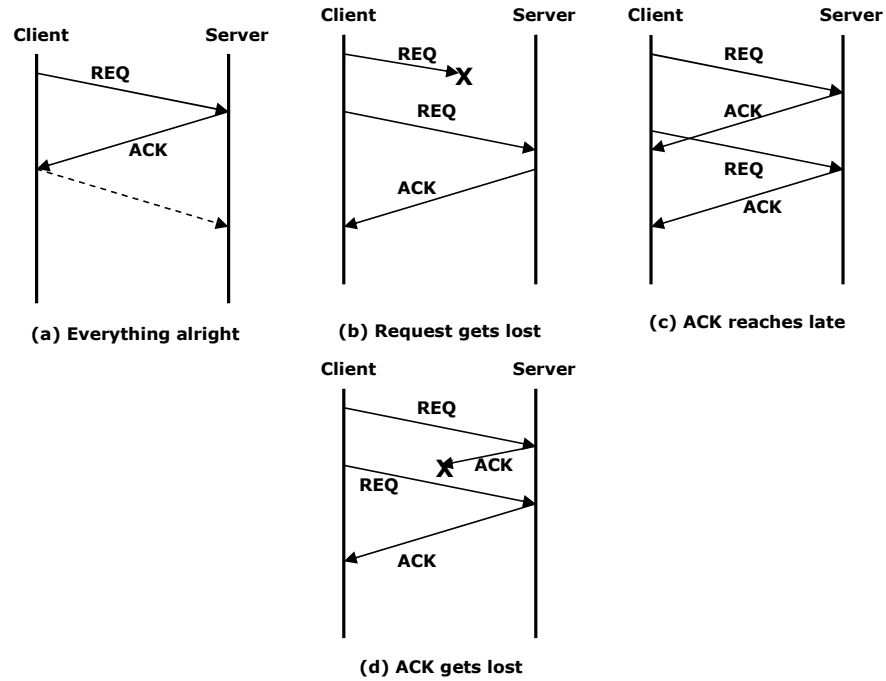 Client Server
REQ
ACK
(a) Everything alright
Client Server
REQ
X
REQ
ACK
(b) Request gets lost
Client Server
REQ
ACK
REQ
ACK
(c) ACK reaches late
Client Server
REQ
X ACK
REQ
ACK
(d) ACK gets lost